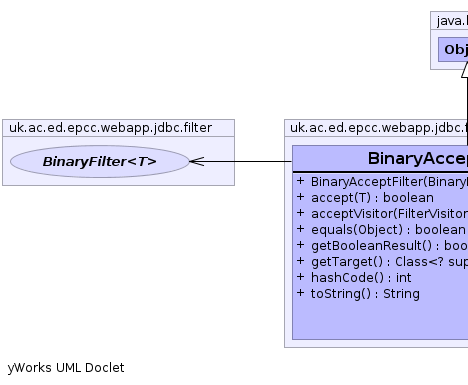 java.l
Obj
uk.ac.ed.epcc.webapp.jdbc.filter
BinaryFilter<T>
uk.ac.ed.epcc.webapp.jdbc.f
BinaryAccep
+ BinaryAcceptFilter(Binary
+ accept(T) : boolean
+ acceptVisitor(FilterVisitor
+ equals(Object) : boolean
+ getBooleanResult() : boo
+ getTarget() : Class<? sup
+ hashCode() : int
+ toString() : String
yWorks UML Doclet